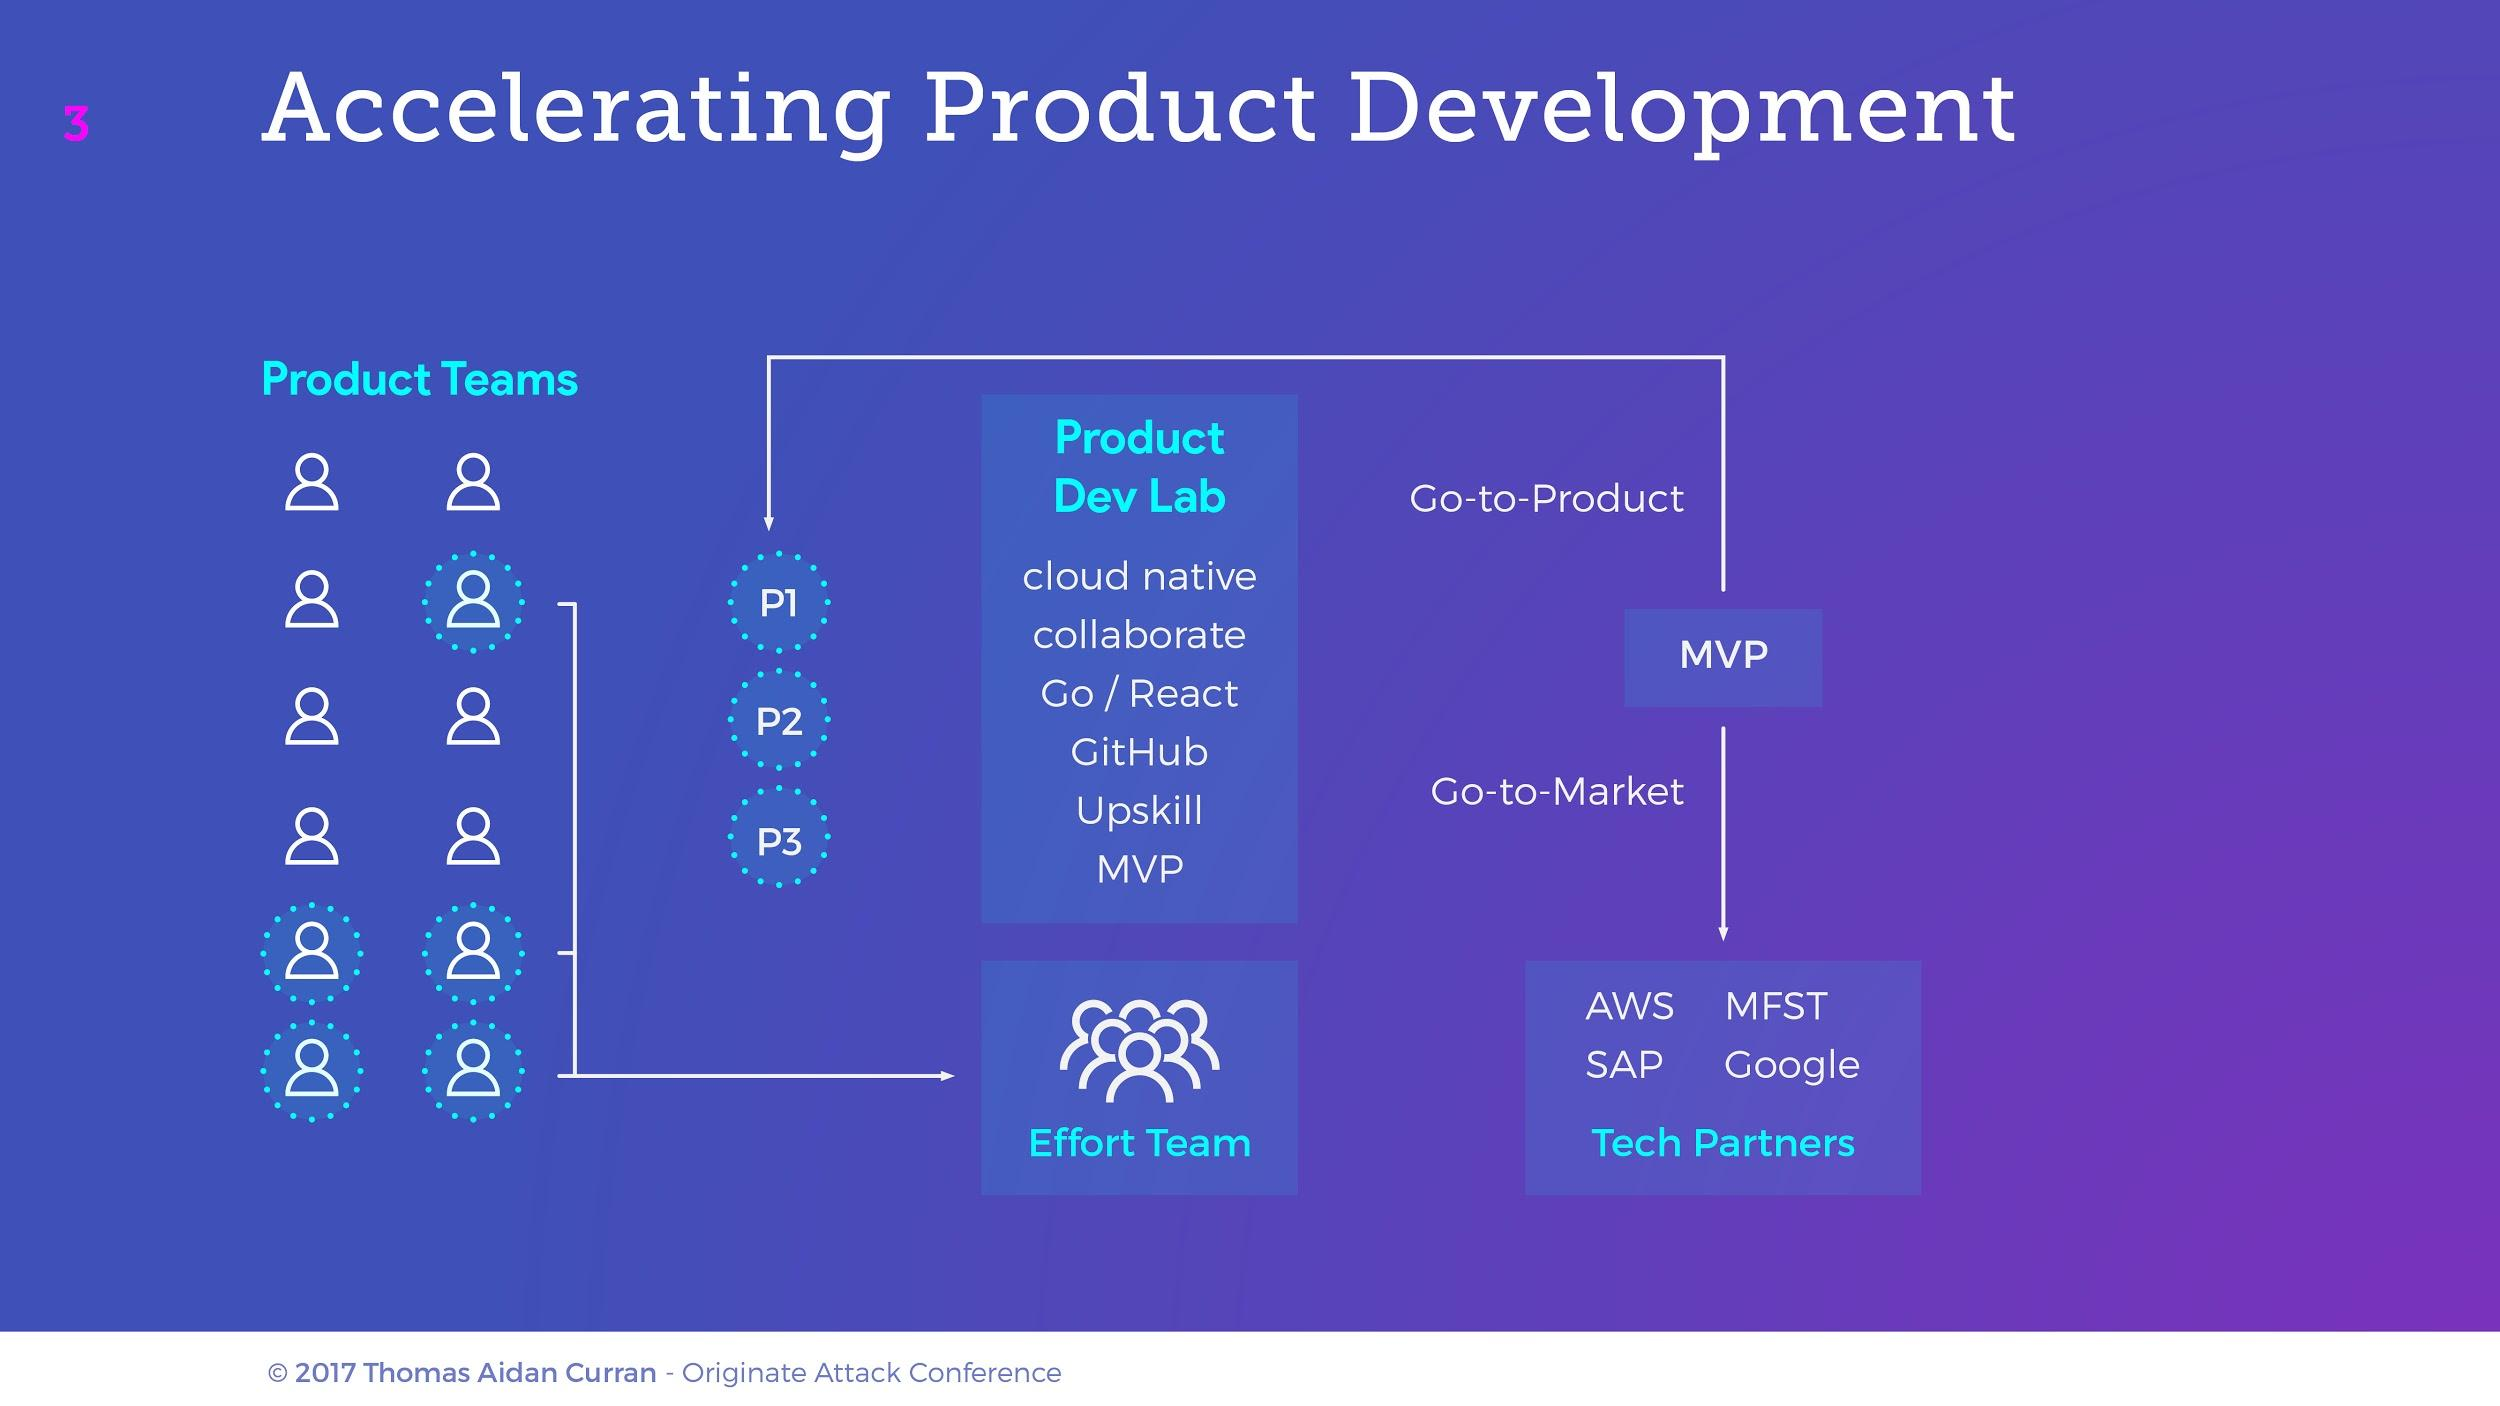 3
Accelerating Product Development
Product Teams
P1
P2
P3
Product
Dev Lab
cloud native
collaborate
Go / React
GitHub
Upskill
MVP
Effort Team
Go-to-Product
MVP
Go-to-Market
AWS MFST
SAP Google
Tech Partners
© 2017 Thomas Aidan Curran - Originate Attack Conference